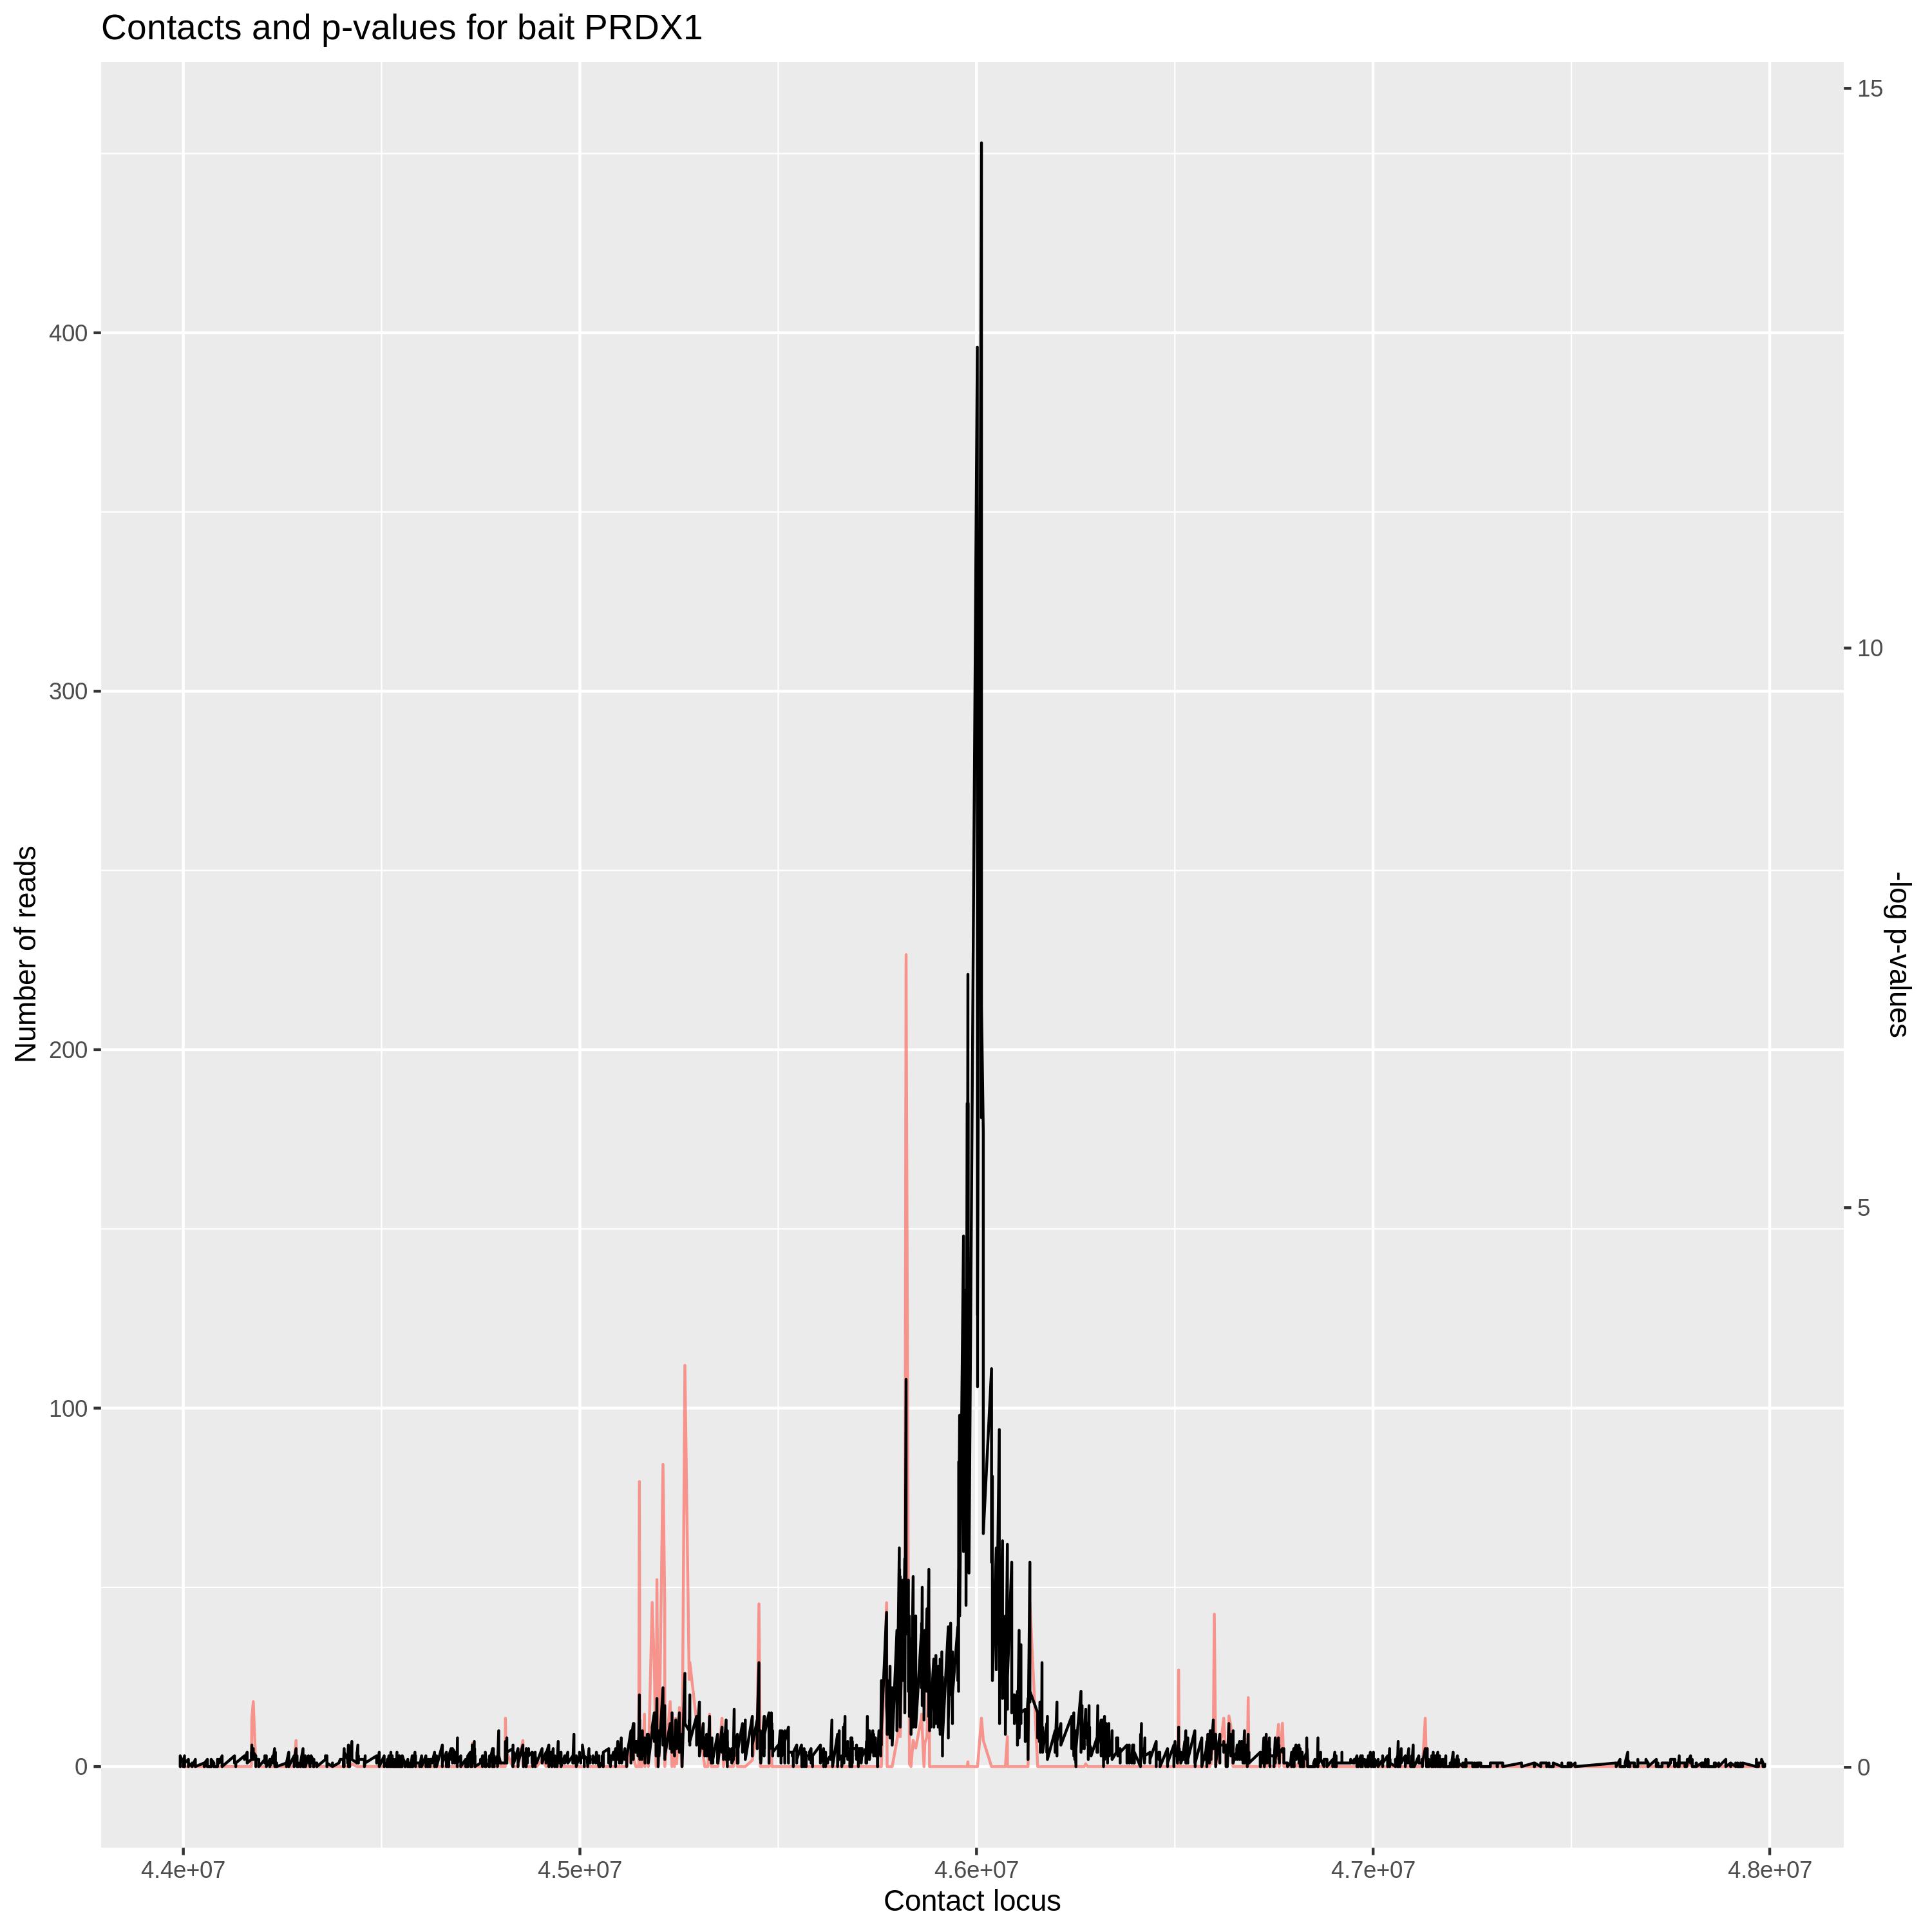 Contacts and p-values for bait PRDX1
15
400
10
300
Number of reads
-log p-values
200
5
100
0
0
4.4e+07 4.5e+07 4.6e+07 4.7e+07 4.8e+07
Contact locus